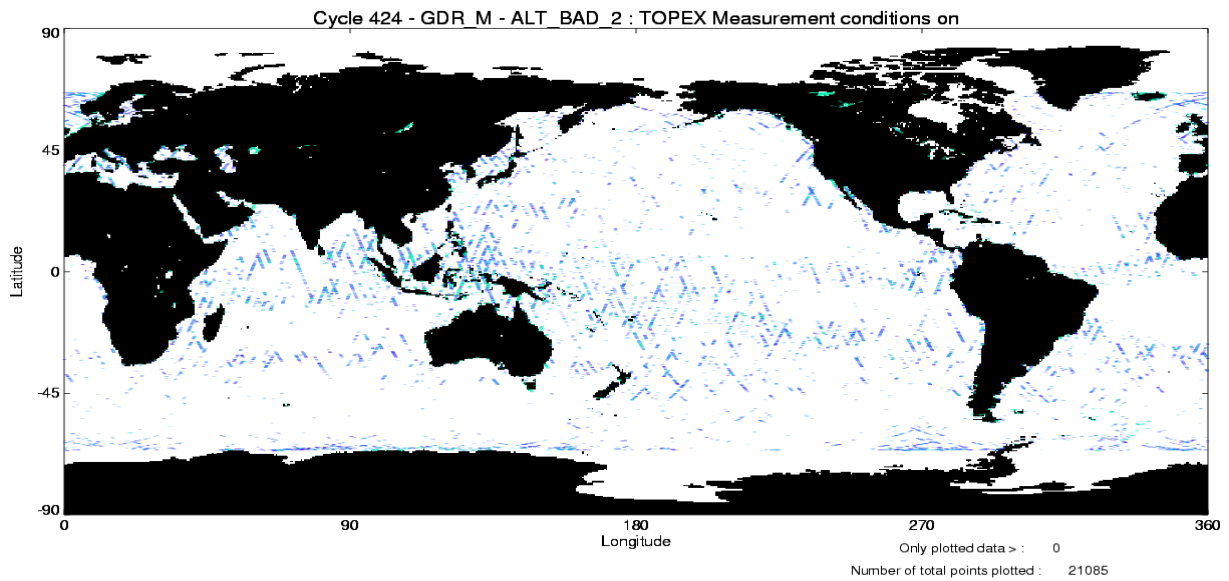 Cycle 424 - GDR_M - ALT_BAD_2 : TOPEX Measurement conditions on
90
45
0
-45
-90
Latitude
0 90 180 270 360
Longitude
Only plotted data > : 0
Number of total points plotted : 21085